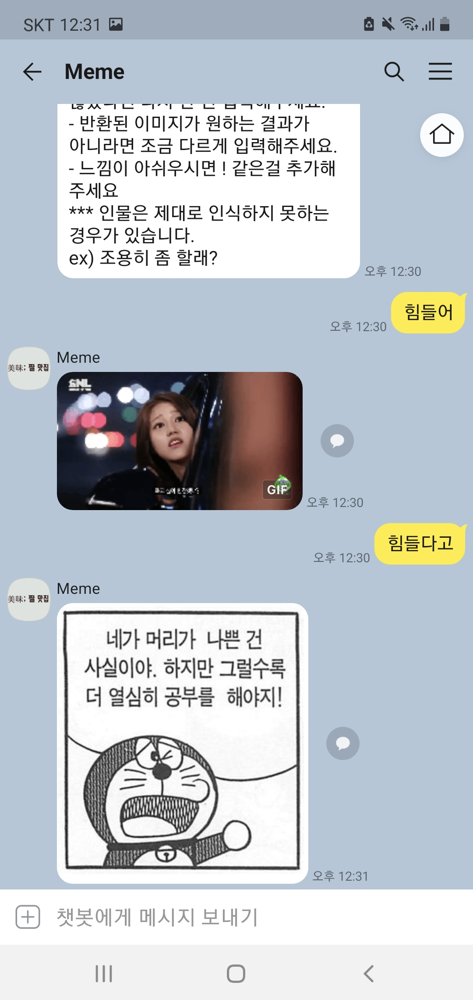 SKT 12:31
Meme
- 반환된 이미지가 원하는 결과가
아니라면 조금 다르게 입력해주세요.
- 느낌이 아쉬우시면 ! 같은걸 추가해
주세요
*** 인물은 제대로 인식하지 못하는
경우가 있습니다.
ex) 조용히 좀 할래?
오후 12:30
힘들어
오후 12:30
美味; 짤 맛집
Meme
SNL
GIF
오후 12:30
힘들다고
오후 12:30
美味; 짤 맛집
Meme
네가 머리가 나쁜 건
사실이야. 하지만 그럴수록
더 열심히 공부를 해야지!
오후 12:31
챗봇에게 메시지 보내기